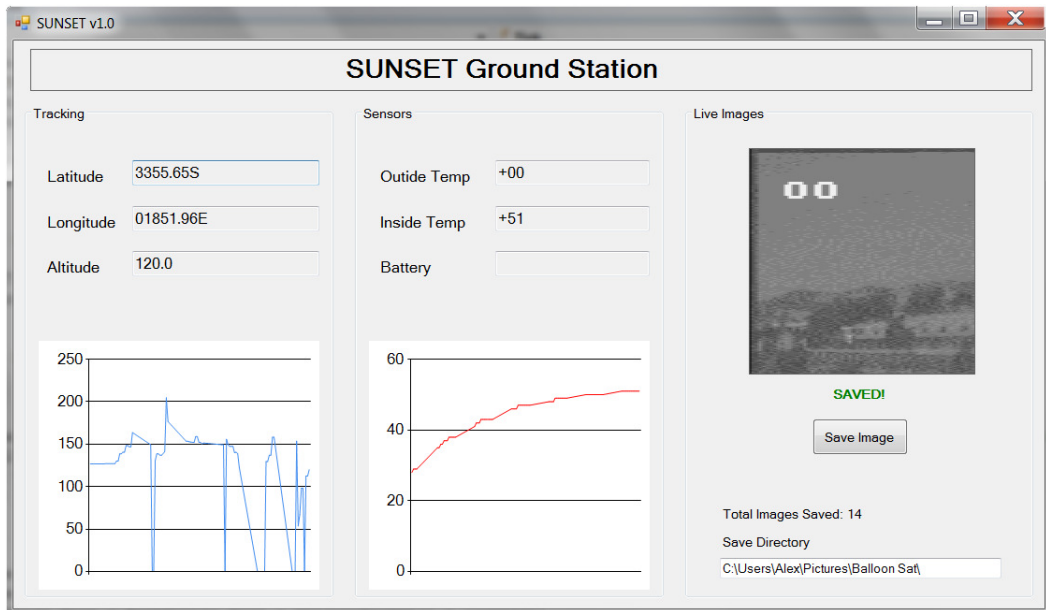 SUNSET v1.0
SUNSET Ground Station
Tracking
Latitude 3355.65S
Longitude 01851.96E
Altitude 120.0
250
200
150
100
50
0
Sensors
Outide Temp +00
Inside Temp +51
Battery
60
40
20
0
Live Images
00
SAVED!
Save Image
Total Images Saved: 14
Save Directory
C:\Users\Alex\Pictures\Balloon Sat\